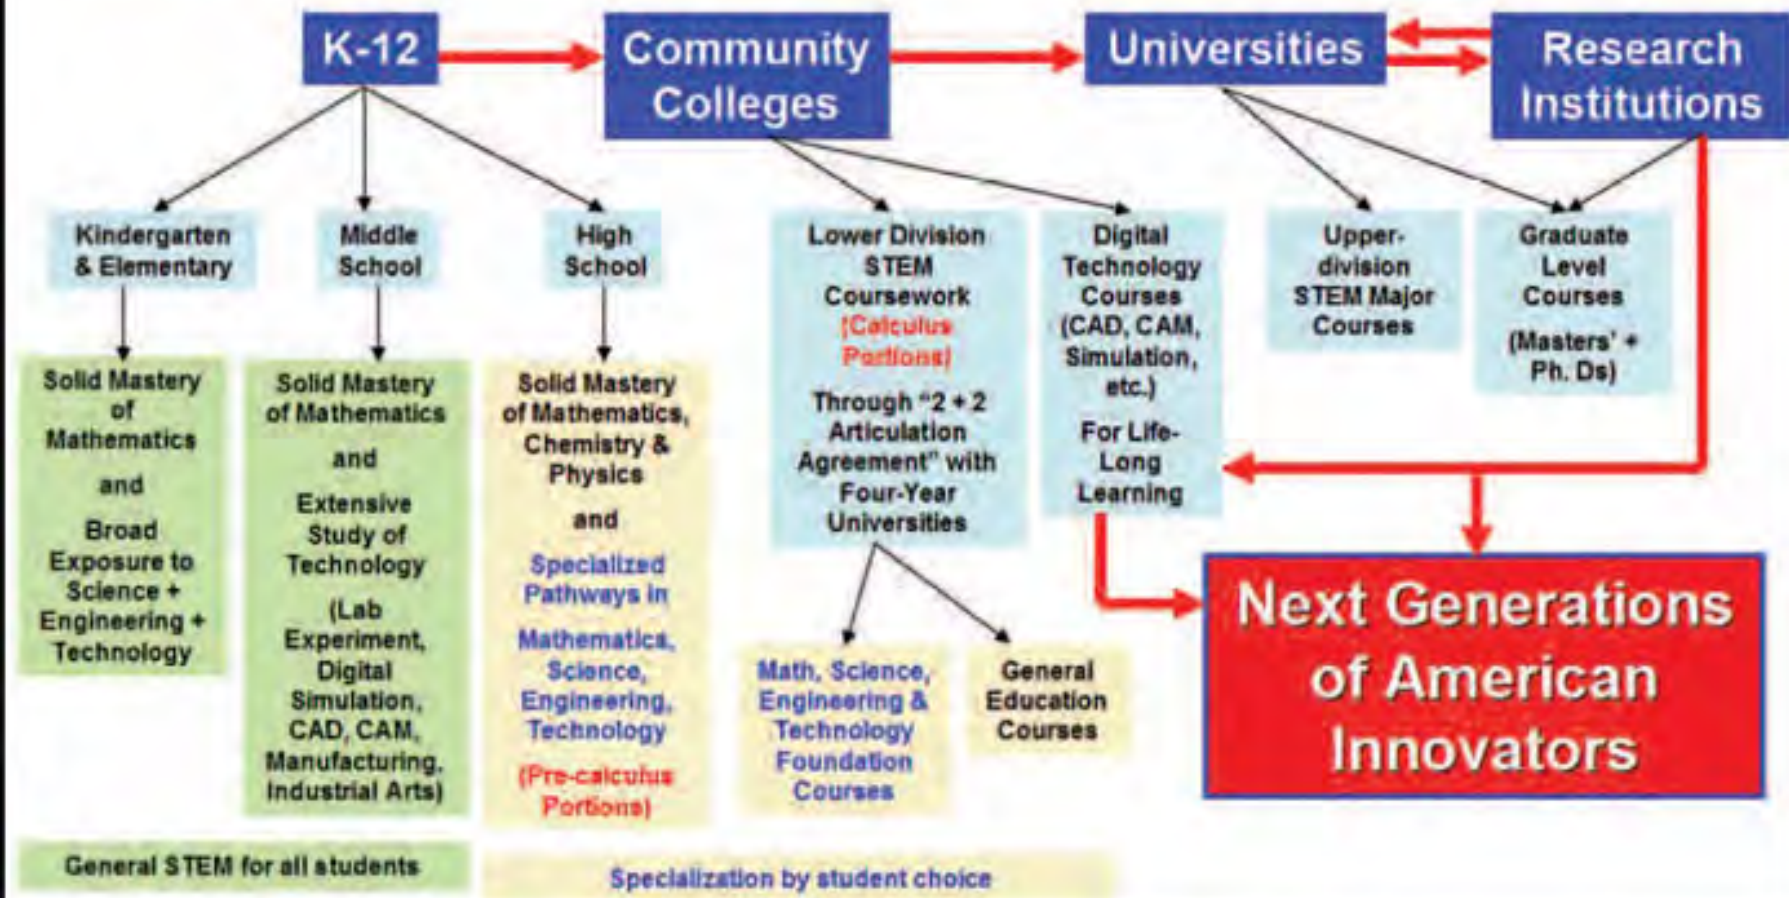 K-12
Community
Colleges
Universities
Research
Institutions
Kindergarten
& Elementary
Middle
School
High
School
Lower Division
STEM
Coursework
(Calculus
Portions)
Through "2 + 2
Articulation
Agreement" with
Four-Year
Universities
Digital
Technology
Courses
(CAD, CAM,
Simulation,
etc.)
For Life-
Long
Learning
Upper-
division
STEM Major
Courses
Graduate
Level
Courses
(Masters' +
Ph. Ds)
Solid Mastery
of
Mathematics
and
Broad
Exposure to
Science +
Engineering +
Technology
Solid Mastery
of Mathematics
and
Extensive
Study of
Technology
(Lab
Experiment,
Digital
Simulation,
CAD, CAM,
Manufacturing,
Industrial Arts)
Solid Mastery
of Mathematics,
Chemistry &
Physics
and
Specialized
Pathways in
Mathematics,
Science,
Engineering,
Technology
(Pre-calculus
Portions)
Math, Science,
Engineering &
Technology
Foundation
Courses
General
Education
Courses
Next Generations
of American
Innovators
General STEM for all students
Specialization by student choice